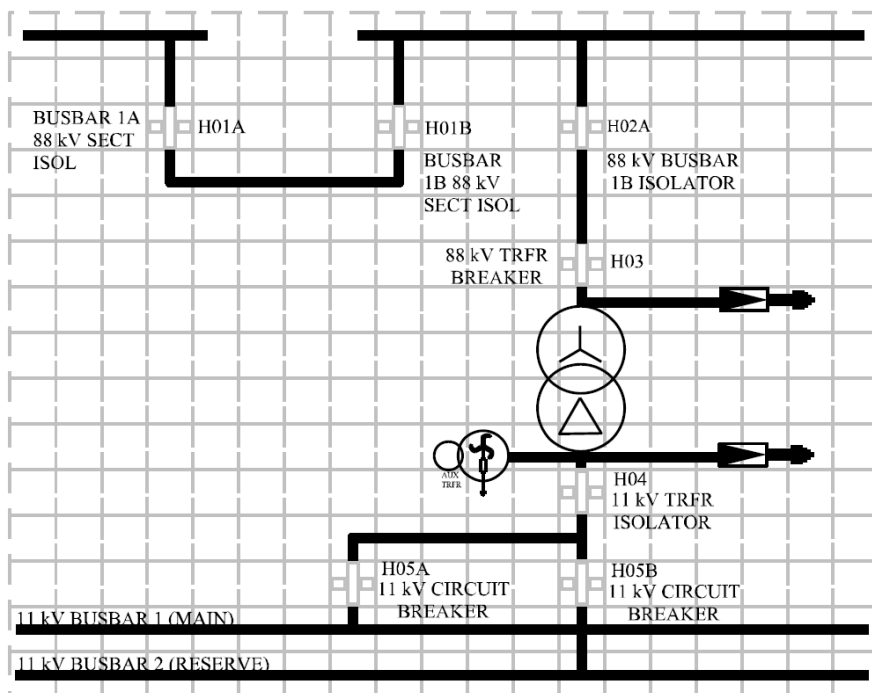 BUSBAR 1A
88 kV SECT
ISOL
H01A
H01B
BUSBAR
1B 88 kV
SECT ISOL
H02A
88 kV BUSBAR
1B ISOLATOR
88 kV TRFR
BREAKER
H03
AUX
TRFR
H04
11 kV TRFR
ISOLATOR
H05A
11 kV CIRCUIT
BREAKER
H05B
11 kV CIRCUIT
BREAKER
11 kV BUSBAR 1 (MAIN)
11 kV BUSBAR 2 (RESERVE)